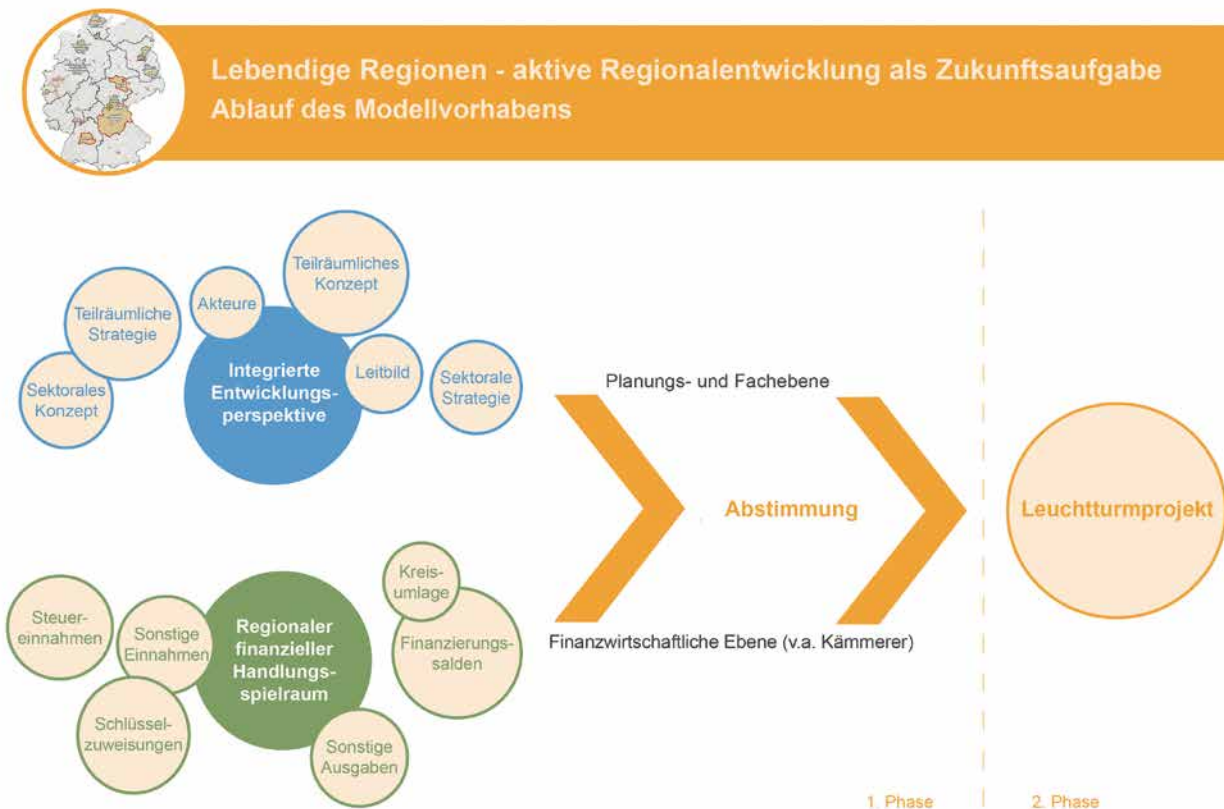 Lebendige Regionen - aktive Regionalentwicklung als Zukunftsaufgabe
Ablauf des Modellvorhabens
Teilräumliches
Konzept
Akteure
Teilräumliche
Strategie
Integrierte
Entwicklungs-
perspektive
Leitbild
Sektorale
Strategie
Sektorales
Konzept
Planungs- und Fachebene
Abstimmung
Leuchtturmprojekt
Finanzwirtschaftliche Ebene (v.a. Kämmerer)
Kreis-
umlage
Steuer-
einnahmen
Sonstige
Einnahmen
Regionaler
finanzieller
Handlungs-
spielraum
Finanzierungs-
salden
Schlüssel-
zuweisungen
Sonstige
Ausgaben
1. Phase
2. Phase